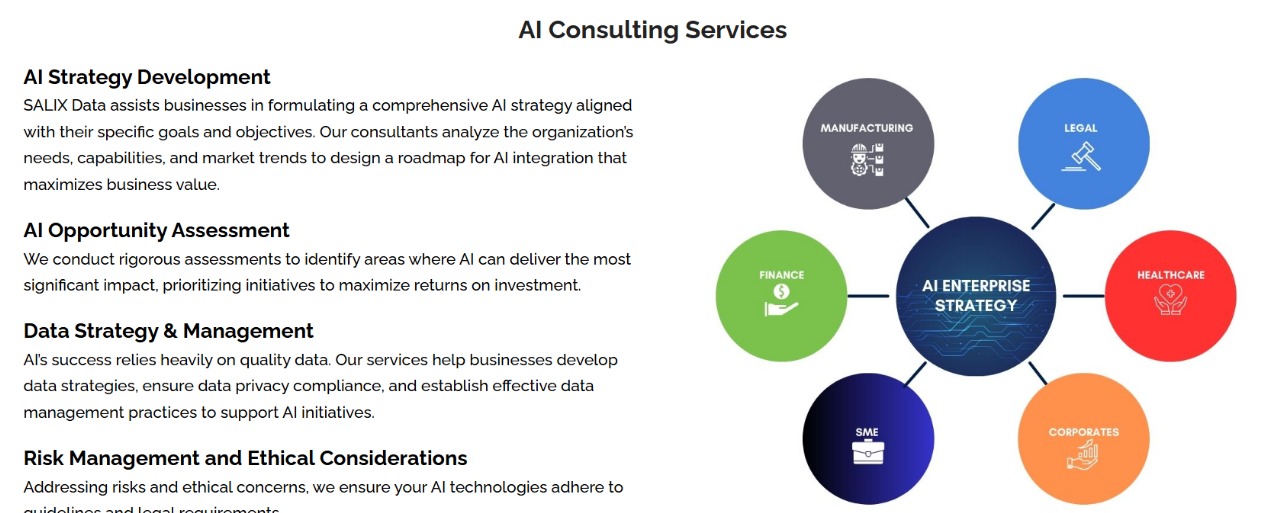 AI Consulting Services
AI Strategy Development
SALIX Data assists businesses in formulating a comprehensive AI strategy aligned
with their specific goals and objectives. Our consultants analyze the organization's
needs, capabilities, and market trends to design a roadmap for AI integration that
maximizes business value.
AI Opportunity Assessment
We conduct rigorous assessments to identify areas where AI can deliver the most
significant impact, prioritizing initiatives to maximize returns on investment.
Data Strategy & Management
AI's success relies heavily on quality data. Our services help businesses develop
data strategies, ensure data privacy compliance, and establish effective data
management practices to support AI initiatives.
Risk Management and Ethical Considerations
Addressing risks and ethical concerns, we ensure your AI technologies adhere to
guidelines and legal requirements.
MANUFACTURING
LEGAL
FINANCE
AI ENTERPRISE
STRATEGY
HEALTHCARE
SME
CORPORATES